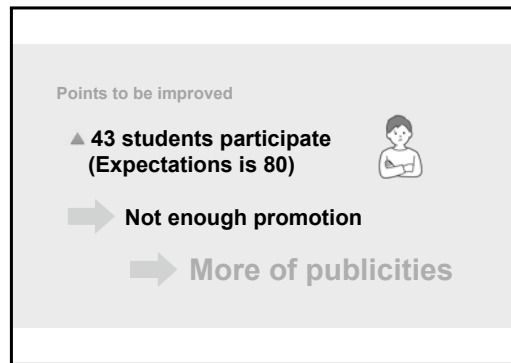 Points to be improved
▲ 43 students participate
(Expectations is 80)
Not enough promotion
More of publicities